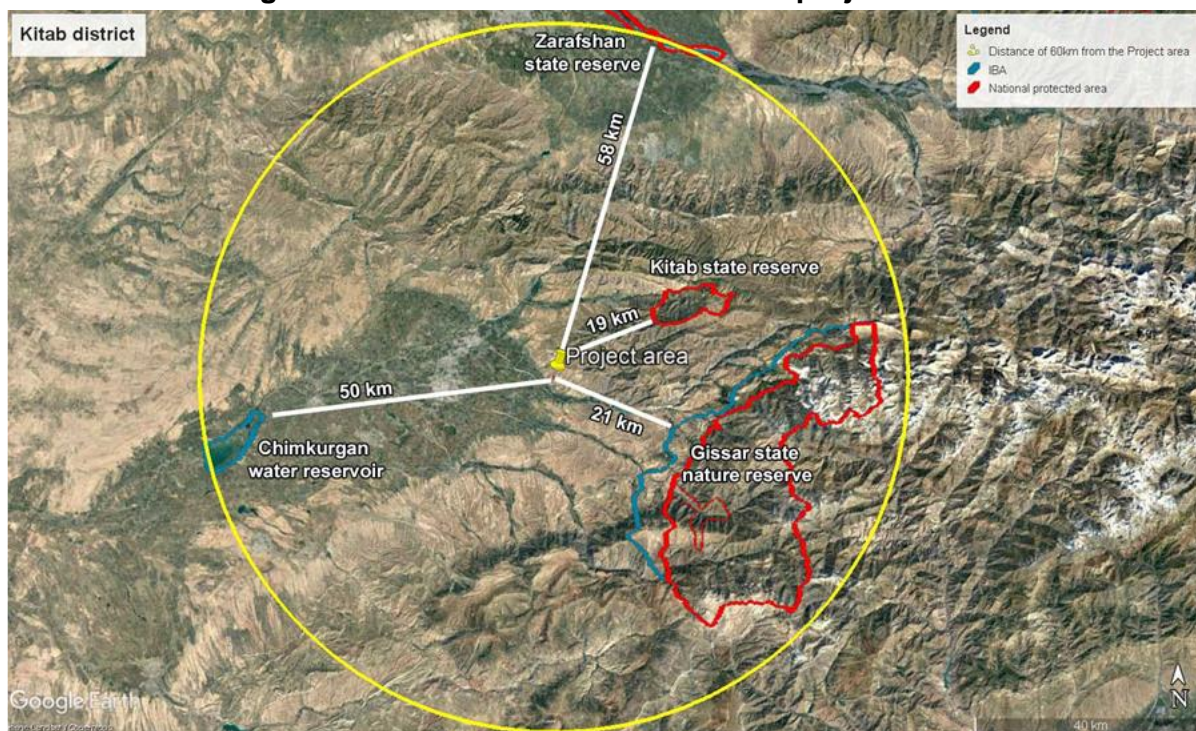 Kitab district
Zarafshan
state reserve
Legend
Distance of 60km from the Project area
IBA
National protected area
58 km
Kitab state reserve
19 km
Project area
50 km
21 km
Chimkurgan
water reservoir
Gissar state
nature reserve
Google Earth
N
40 km